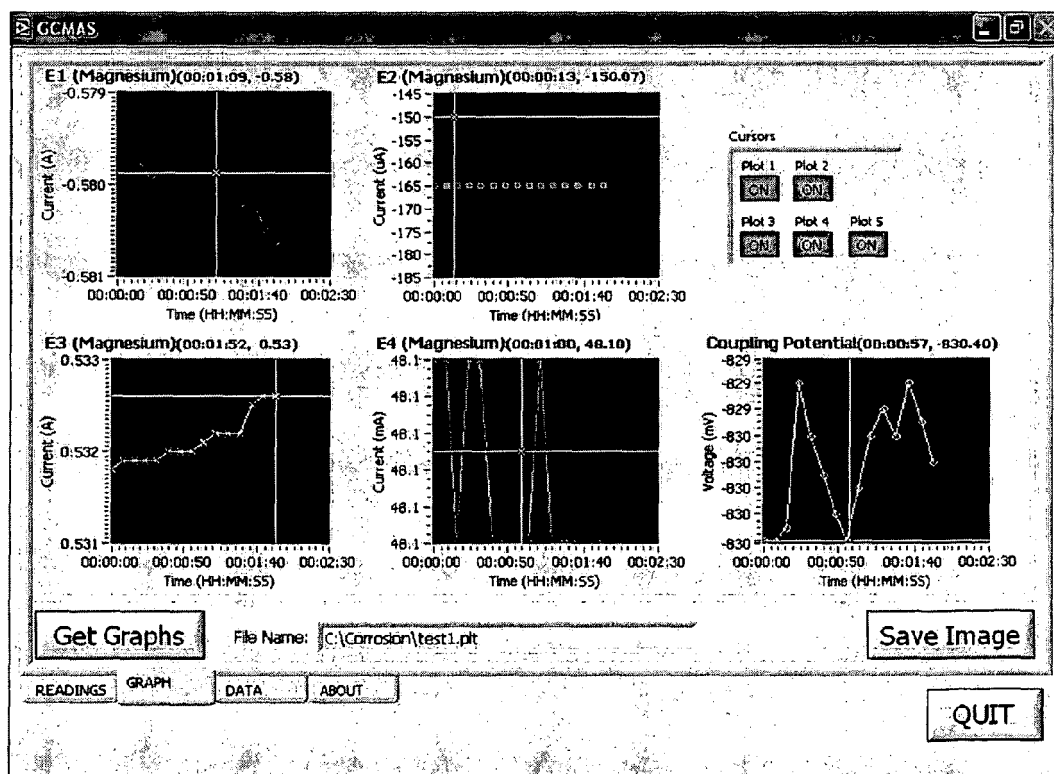 GCMAS
E1 (Magnesium)(00:01:09, -0.58)
-0.579
-0.580
-0.581
Current (A)
00:00:00 00:00:50 00:01:40 00:02:30
Time (HH:MM:SS)
E2 (Magnesium)(00:00:13, -150.07)
-145
-150
-155
-160
-165
-170
-175
-180
-185
Current (uA)
00:00:00 00:00:50 00:01:40 00:02:30
Time (HH:MM:SS)
Cursors
Plot 1 Plot 2
ON ON
Plot 3 Plot 4 Plot 5
ON ON ON
E3 (Magnesium)(00:01:52, 0.53)
0.533
0.532
0.531
Current (A)
00:00:00 00:00:50 00:01:40 00:02:30
Time (HH:MM:SS)
E4 (Magnesium)(00:01:00, 48.10)
48.1
48.1
48.1
48.1
48.1
48.1
Current (mA)
00:00:00 00:00:50 00:01:40 00:02:30
Time (HH:MM:SS)
Coupling Potential(00:00:57, -830.40)
-829
-829
-829
-830
-830
-830
-830
-830
Voltage (mV)
00:00:00 00:00:50 00:01:40 00:02:30
Time (HH:MM:SS)
Get Graphs
File Name: C:\Corrosion\test1.plt
Save Image
READINGS GRAPH DATA ABOUT
QUIT